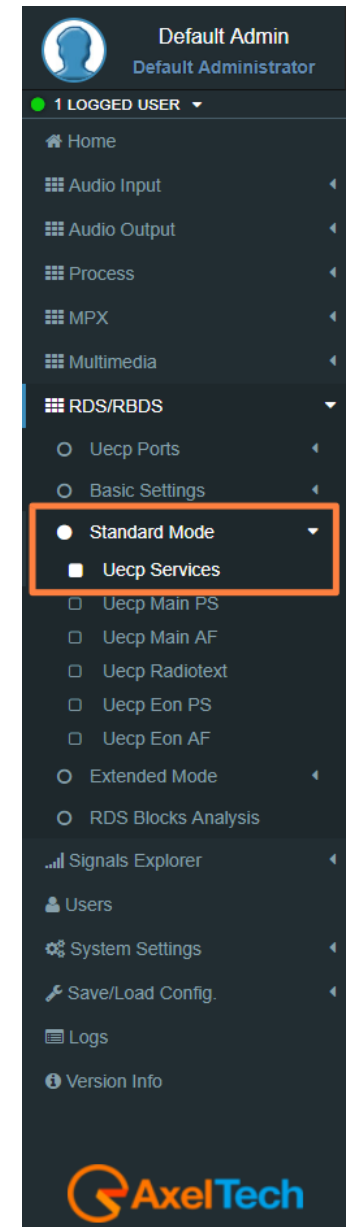 Default Admin
Default Administrator
1 LOGGED USER
Home
Audio Input
Audio Output
Process
MPX
Multimedia
RDS/RBDS
Uecp Ports
Basic Settings
Standard Mode
Uecp Services
Uecp Main PS
Uecp Main AF
Uecp Radiotext
Uecp Eon PS
Uecp Eon AF
Extended Mode
RDS Blocks Analysis
Signals Explorer
Users
System Settings
Save/Load Config.
Logs
Version Info
AxelTech